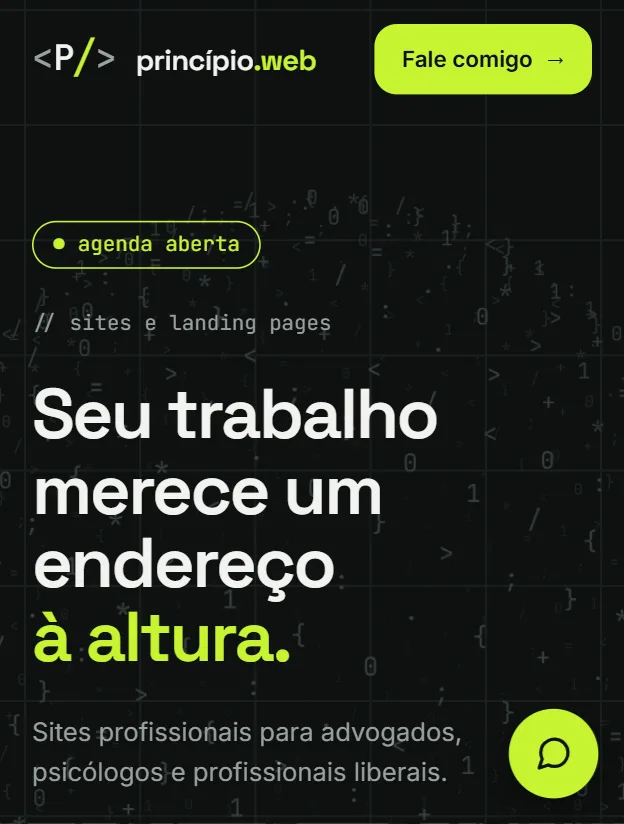 <P/> princípio.web
Fale comigo →
agenda aberta
// sites e landing pages
Seu trabalho
merece um
endereço
à altura.
Sites profissionais para advogados,
psicólogos e profissionais liberais.